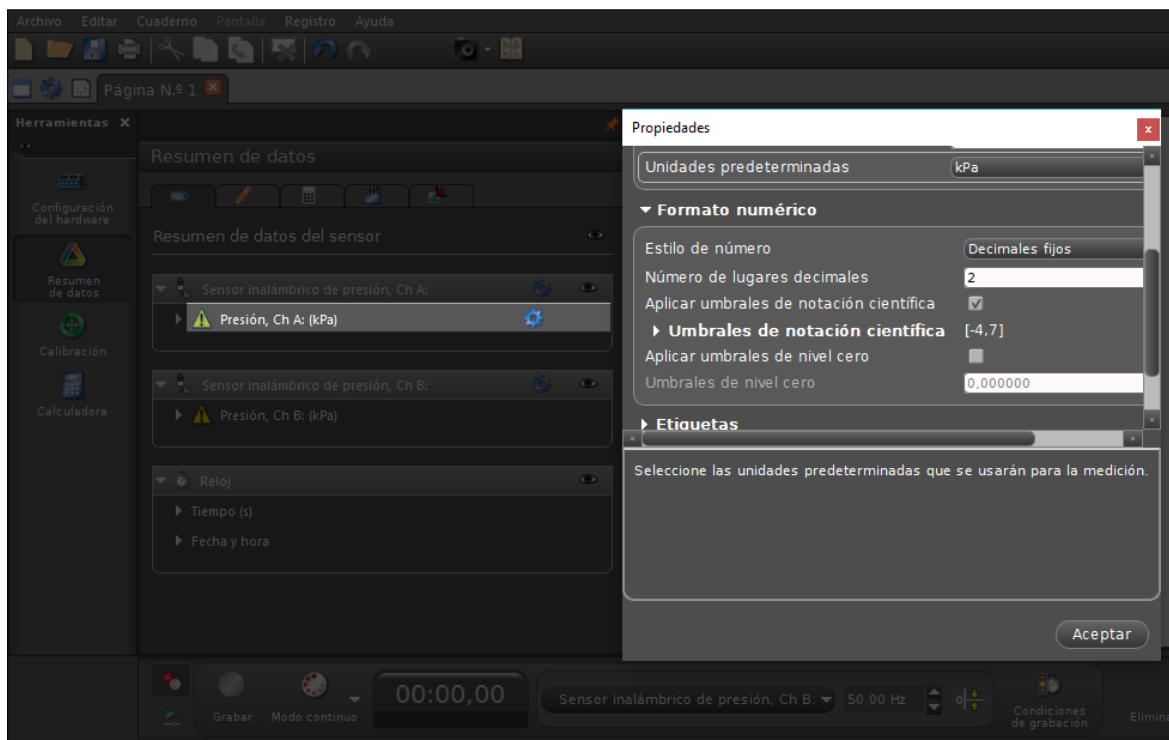 Archivo Editar Cuaderno Pantalla Registro Ayuda
Página N.º 1
Herramientas X
Resumen de datos
Configuración
del hardware
Resumen
de datos
Calibración
Calculadora
Resumen de datos del sensor
Sensor inalámbrico de presión, Ch A:
Presión, Ch A: (kPa)
Sensor inalámbrico de presión, Ch B:
Presión, Ch B: (kPa)
Reloj
Tiempo (s)
Fecha y hora
Propiedades x
Unidades predeterminadas kPa
Formato numérico
Estilo de número Decimales fijos
Número de lugares decimales 2
Aplicar umbrales de notación científica
Umbrales de notación científica [-4,7]
Aplicar umbrales de nivel cero
Umbrales de nivel cero 0,000000
Etiquetas
Seleccione las unidades predeterminadas que se usarán para la medición.
Aceptar
Grabar Modo continuo 00:00,00 Sensor inalámbrico de presión, Ch B: 50,00 Hz 0 Condiciones
de grabación Elimina